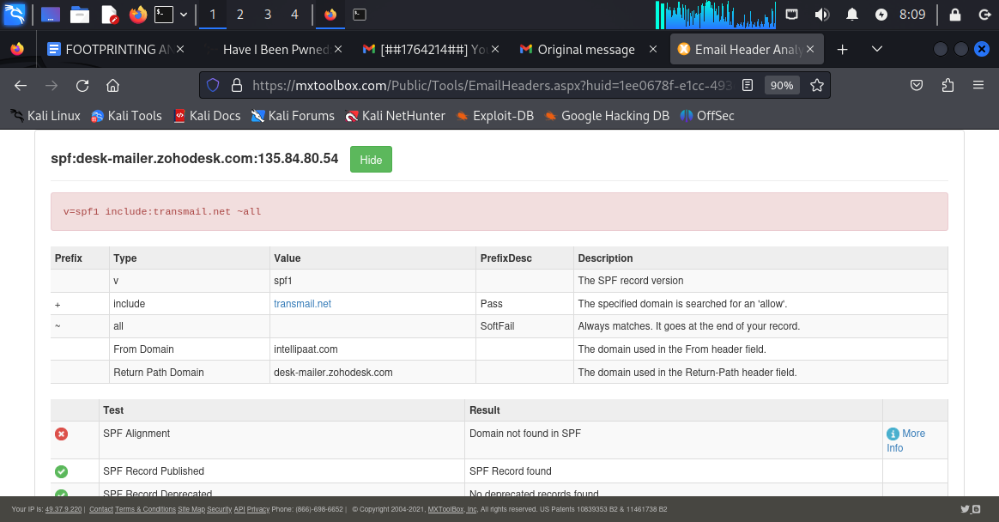 1 2 3 4 8:09
FOOTPRINTING AN Have I Been Pwned: [##1764214##] You Original message Email Header Analy
https://mxtoolbox.com/Public/Tools/EmailHeaders.aspx?huid=1ee0678f-e1cc-493 90%
Kali Linux Kali Tools Kali Docs Kali Forums Kali NetHunter Exploit-DB Google Hacking DB OffSec
spf:desk-mailer.zohodesk.com:135.84.80.54 Hide
v=spf1 include:transmail.net ~all
Prefix Type Value PrefixDesc Description
v spf1 The SPF record version
+ include transmail.net Pass The specified domain is searched for an 'allow'.
~ all SoftFail Always matches. It goes at the end of your record.
From Domain intellipaat.com The domain used in the From header field.
Return Path Domain desk-mailer.zohodesk.com The domain used in the Return-Path header field.
Test Result
SPF Alignment Domain not found in SPF More
Info
SPF Record Published SPF Record found
SPF Record Deprecated No deprecated records found
Your IP is: 49.37.9.220 | Contact Terms & Conditions Site Map Security API Privacy Phone: (866)-698-6652 | © Copyright 2004-2021, MXToolBox, Inc, All rights reserved. US Patents 10839353 B2 & 11461738 B2